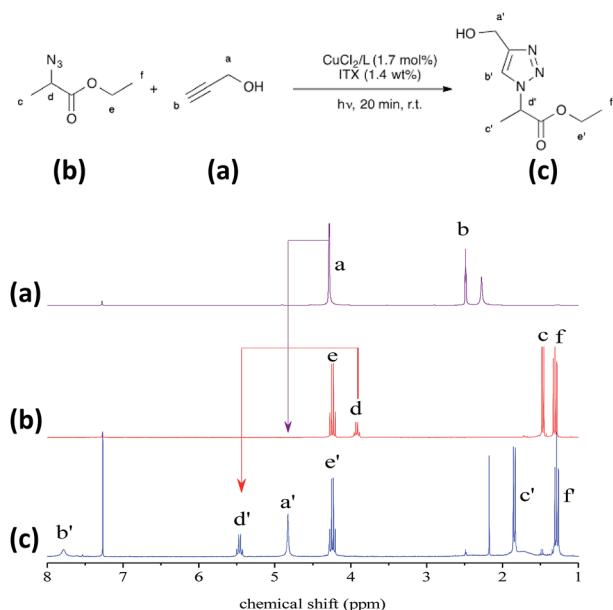 a'
HO
N
N
N
b'
N₃
O
f
c
d
e
O
+
a
OH
b
CuCl₂/L (1.7 mol%)
ITX (1.4 wt%)
hν, 20 min, r.t.
d'
O
f
c'
e'
O
(b)
(a)
(c)
(a)
a
b
(b)
e
d
c
f
(c)
b'
d'
a'
e'
c'
f'
8 7 6 5 4 3 2 1
chemical shift (ppm)